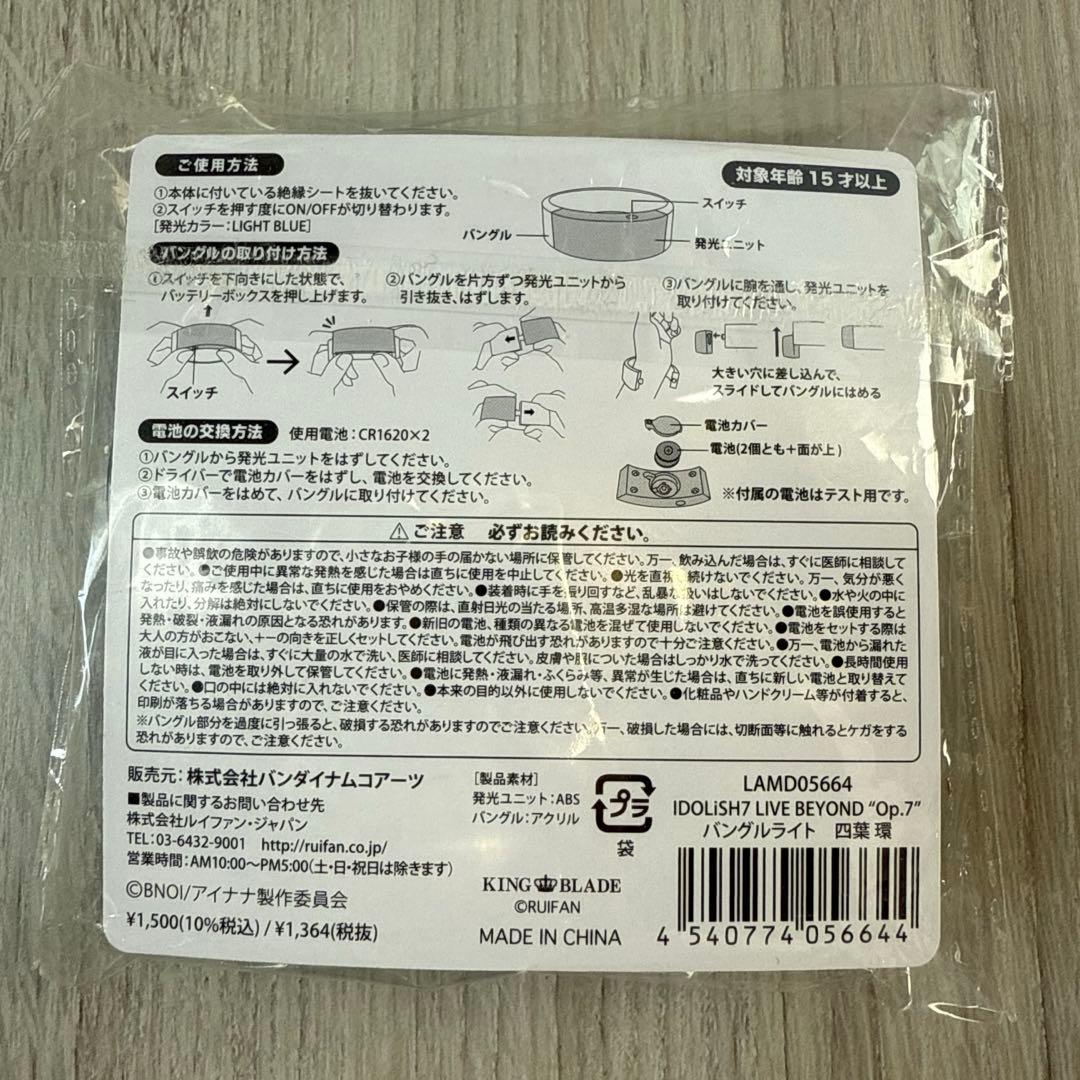 ご使用方法
対象年齢 15 才以上
①本体に付いている絶縁シートを抜いてください。
②スイッチを押す度にON/OFFが切り替わります。
[発光カラー:LIGHT BLUE]
スイッチ
バングル
発光ユニット
バングルの取り付け方法
①スイッチを下向きにした状態で、
バッテリーボックスを押し上げます。
②バングルを片方ずつ発光ユニットから
引き抜き、はずします。
③バングルに腕を通し、発光ユニットを
取り付けてください。
スイッチ
大きい穴に差し込んで、
スライドしてバングルにはめる
電池の交換方法 使用電池:CR1620×2
①バングルから発光ユニットをはずしてください。
②ドライバーで電池カバーをはずし、電池を交換してください。
③電池カバーをはめて、バングルに取り付けてください。
電池カバー
電池(2個とも+面が上)
※付属の電池はテスト用です。
⚠ご注意 必ずお読みください。
●事故や誤飲の危険がありますので、小さなお子様の手の届かない場所に保管してください。万一、飲み込んだ場合は、すぐに医師に相談して
ください。●ご使用中に異常な発熱を感じた場合は直ちに使用を中止してください。●光を直視し続けないでください。万一、気分が悪く
なったり、痛みを感じた場合は、直ちに使用をおやめください。●装着時に手を振り回すなど、乱暴な扱いはしないでください。●水や火の中に
入れたり、分解は絶対にしないでください。●保管の際は、直射日光の当たる場所、高温多湿な場所は避けてください。●電池を誤使用すると
発熱・破裂・液漏れの原因となる恐れがあります。●新旧の電池、種類の異なる電池を混ぜて使用しないでください。●電池をセットする際は
大人の方がおこない、+−の向きを正しくセットしてください。電池が飛び出す恐れがありますので十分ご注意ください。●万一、電池から漏れた
液が目に入った場合は、すぐに大量の水で洗い、医師に相談してください。皮膚や服についた場合はしっかり水で洗ってください。●長時間使用
しない時は、電池を取り外して保管してください。●電池に発熱・液漏れ・ふくらみ等、異常が生じた場合は、直ちに新しい電池と取り替えて
ください。●口の中には絶対に入れないでください。●本来の目的以外に使用しないでください。●化粧品やハンドクリーム等が付着すると、
印刷が落ちる場合がありますので、ご注意ください。
※バングル部分を過度に引っ張ると、破損する恐れがありますのでご注意ください。万一、破損した場合には、切断面等に触れるとケガをする
恐れがありますので、ご注意ください。
販売元:株式会社バンダイナムコアーツ
■製品に関するお問い合わせ先
株式会社ルイファン・ジャパン
TEL:03-6432-9001 http://ruifan.co.jp/
営業時間:AM10:00〜PM5:00(土・日・祝日は除きます)
©BNOI/アイナナ製作委員会
¥1,500(10%税込) / ¥1,364(税抜)
[製品素材]
発光ユニット:ABS
バングル:アクリル
プラ
袋
KING BLADE
©RUIFAN
MADE IN CHINA
LAMD05664
IDOLiSH7 LIVE BEYOND “Op.7”
バングルライト 四葉 環
4 540774 056644